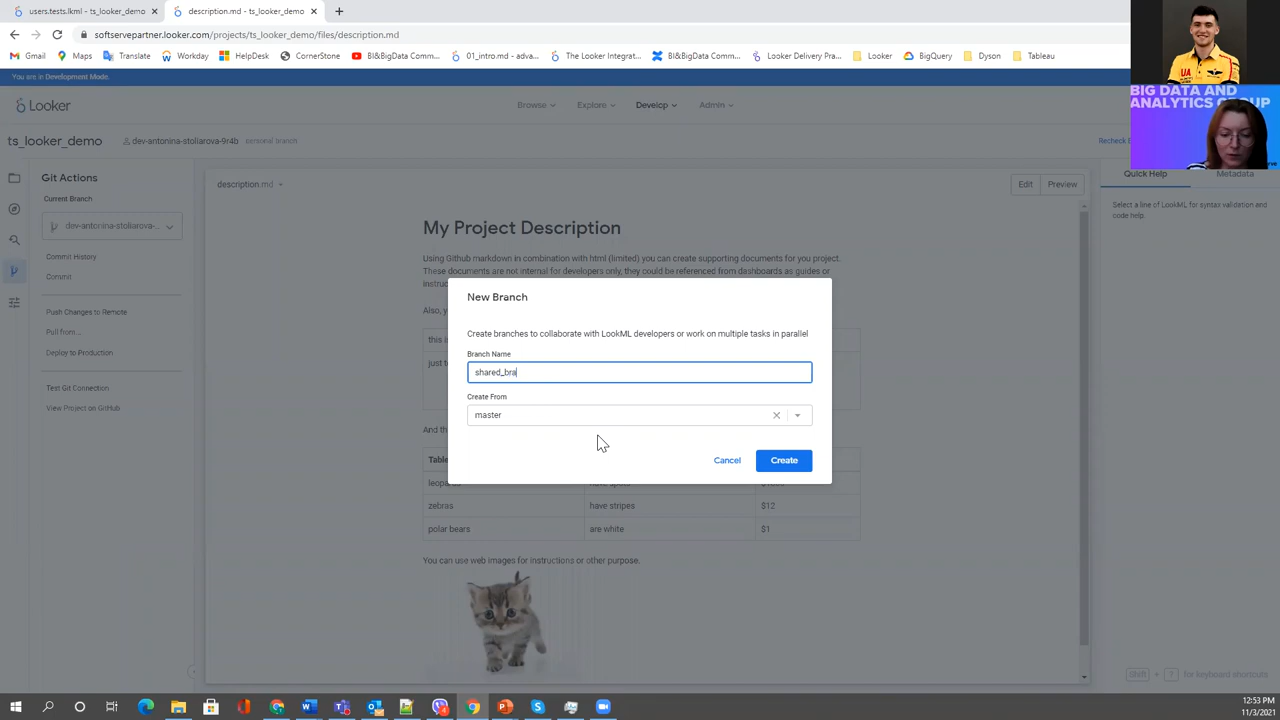 users.tests.lkml - ts_looker_demo
description.md - ts_looker_demo
softservepartner.looker.com/projects/ts_looker_demo/files/description.md
Gmail
Maps
Translate
Workday
HelpDesk
CornerStone
BI&BigData Comm...
01_intro.md - adva...
The Looker Integrat...
BI&BigData Comm...
Looker Delivery Pra...
Looker
BigQuery
Dyson
Tableau
You are in Development Mode.
Looker
Browse
Explore
Develop
Admin
UA
BIG DATA AND
ANALYTICS GROUP
ts_looker_demo
dev-antonina-stoliarova-9r4b
personal branch
Recheck
Git Actions
Current Branch
dev-antonina-stoliarova-...
Commit History
Commit
Push Changes to Remote
Pull from...
Deploy to Production
Test Git Connection
View Project on GitHub
description.md
Edit
Preview
My Project Description
Using Github markdown in combination with html (limited) you can create supporting documents for you project.
These documents are not internal for developers only, they could be referenced from dashboards as guides or
Also, y
this is
just t
And th
New Branch
Create branches to collaborate with LookML developers or work on multiple tasks in parallel
Branch Name
shared_bra
Create From
master
Cancel
Create
Table
zebras
have stripes
$12
polar bears
are white
$1
You can use web images for instructions or other purpose.
Quick Help
Metadata
Select a line of LookML for syntax validation and
code help.
Shift + ? for keyboard shortcuts
12:53 PM
11/3/2021